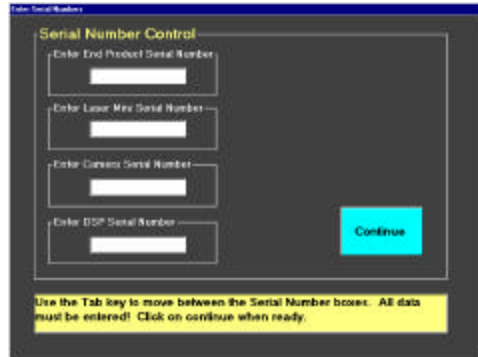 Enter Serial Numbers
Serial Number Control
Enter End Product Serial Number
Enter Laser Mini Serial Number
Enter Camera Serial Number
Enter DSP Serial Number
Continue
Use the Tab key to move between the Serial Number boxes. All data
must be entered! Click on continue when ready.